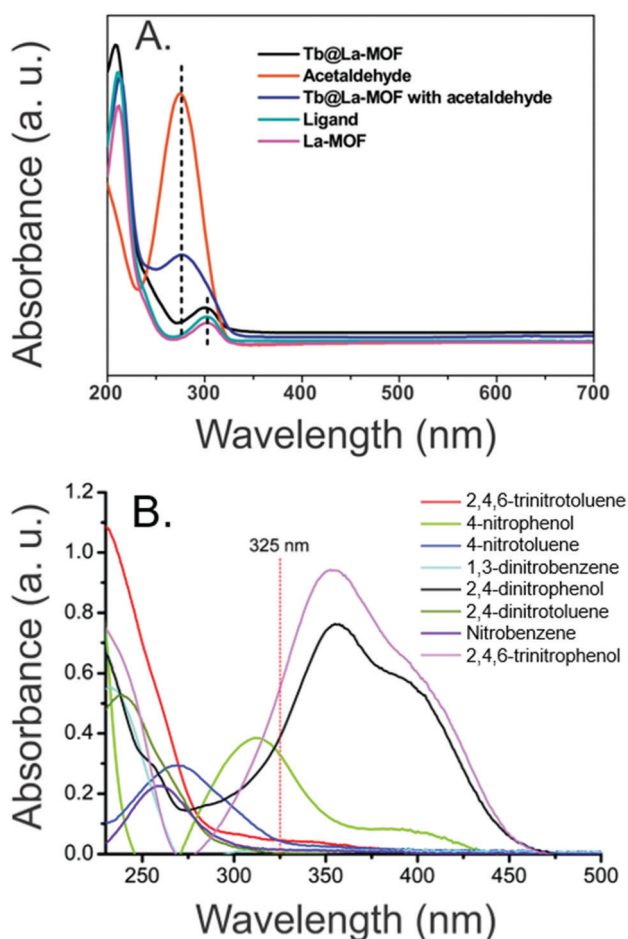 A.
Tb@La-MOF
Acetaldehyde
Tb@La-MOF with acetaldehyde
Ligand
La-MOF
Absorbance (a. u.)
200 300 400 500 600 700
Wavelength (nm)
B.
325 nm
2,4,6-trinitrotoluene
4-nitrophenol
4-nitrotoluene
1,3-dinitrobenzene
2,4-dinitrophenol
2,4-dinitrotoluene
Nitrobenzene
2,4,6-trinitrophenol
Absorbance (a. u.)
1.2
1.0
0.8
0.6
0.4
0.2
0.0
250 300 350 400 450 500
Wavelength (nm)